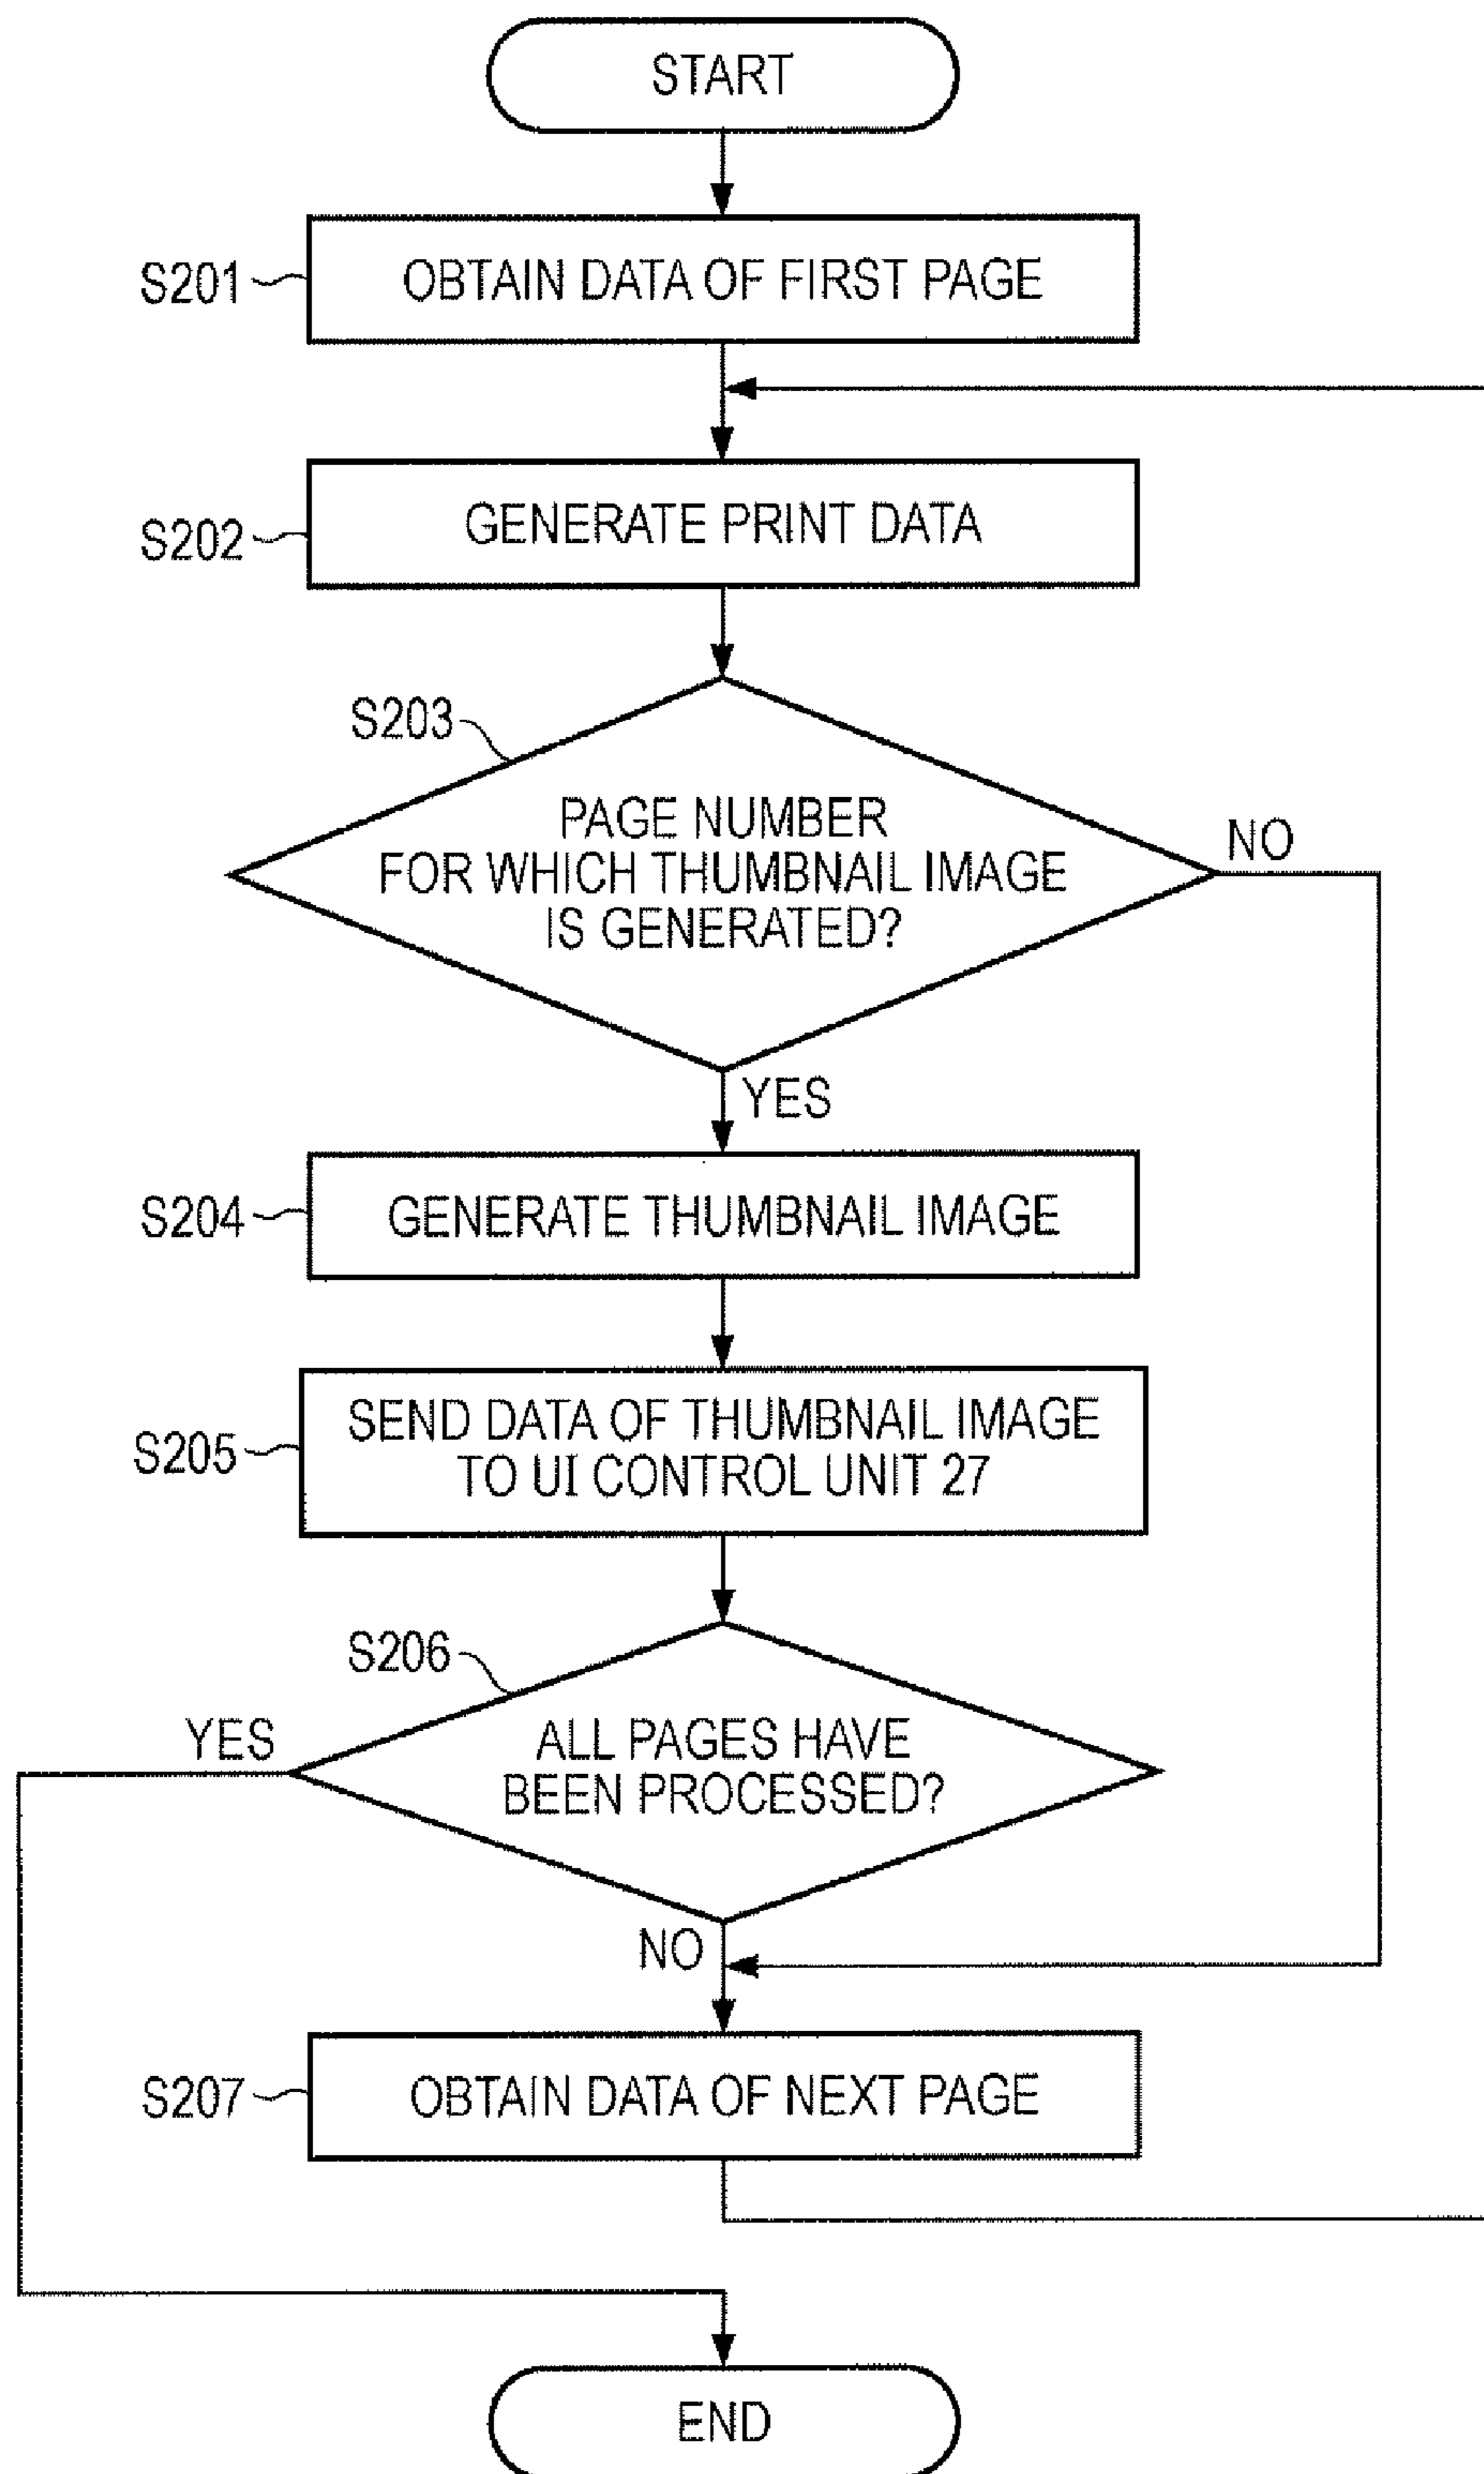 START
S201
OBTAIN DATA OF FIRST PAGE
S202
GENERATE PRINT DATA
S203
PAGE NUMBER
FOR WHICH THUMBNAIL IMAGE
IS GENERATED?
NO
YES
S204
GENERATE THUMBNAIL IMAGE
S205
SEND DATA OF THUMBNAIL IMAGE
TO UI CONTROL UNIT 27
S206
YES
ALL PAGES HAVE
BEEN PROCESSED?
NO
S207
OBTAIN DATA OF NEXT PAGE
END